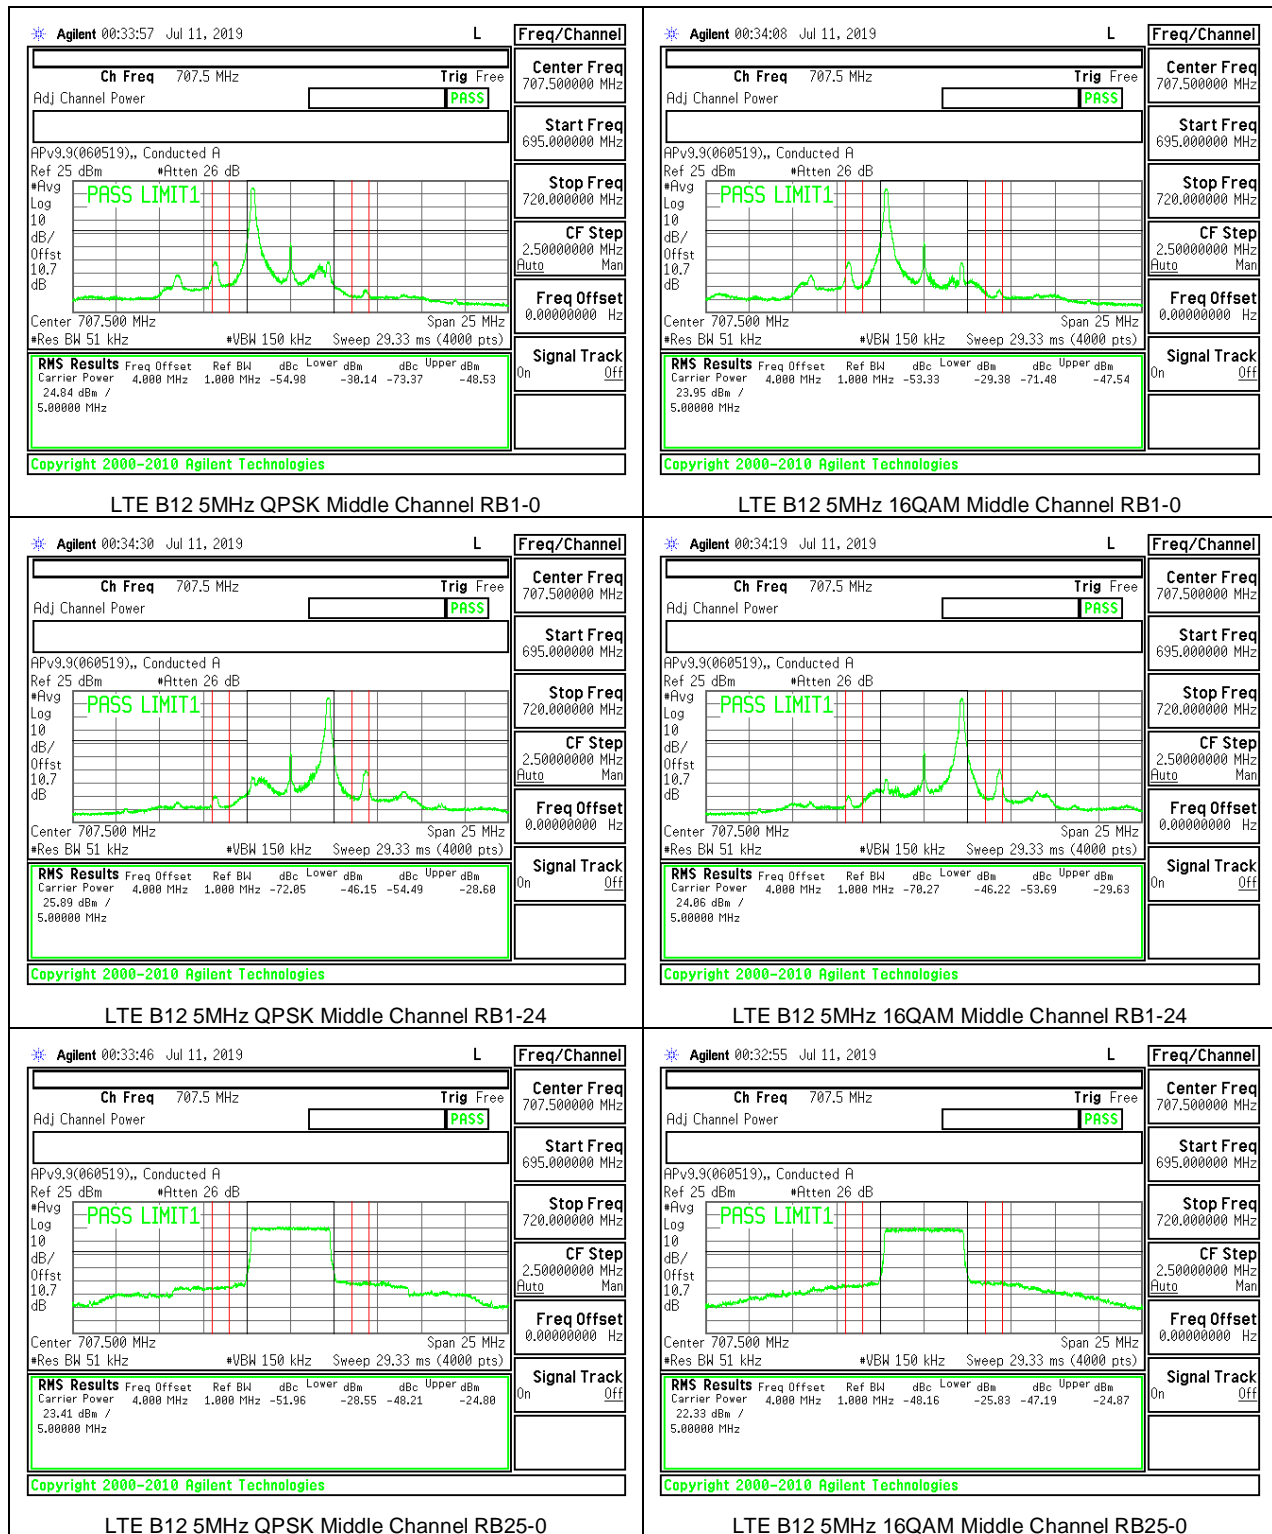 Agilent 00:33:57 Jul 11, 2019 L Freq/Channel
Ch Freq 707.5 MHz Trig Free
Adj Channel Power PASS
APv9.9(060519),, Conducted A
Ref 25 dBm #Atten 26 dB
#Avg
Log
10
dB/
Offst
10.7
dB
PASS LIMIT1
Center 707.500 MHz Span 25 MHz
#Res BW 51 kHz #VBW 150 kHz Sweep 29.33 ms (4000 pts)
RMS Results Freq Offset Ref BW dBc Lower dBm dBc Upper dBm
Carrier Power 4.000 MHz 1.000 MHz -54.98 -30.14 -73.37 -48.53
24.84 dBm /
5.00000 MHz
Copyright 2000-2010 Agilent Technologies
Center Freq
707.500000 MHz
Start Freq
695.000000 MHz
Stop Freq
720.000000 MHz
CF Step
2.50000000 MHz
Auto Man
Freq Offset
0.00000000 Hz
Signal Track
On Off
LTE B12 5MHz QPSK Middle Channel RB1-0
Agilent 00:34:08 Jul 11, 2019 L Freq/Channel
Ch Freq 707.5 MHz Trig Free
Adj Channel Power PASS
APv9.9(060519),, Conducted A
Ref 25 dBm #Atten 26 dB
#Avg
Log
10
dB/
Offst
10.7
dB
PASS LIMIT1
Center 707.500 MHz Span 25 MHz
#Res BW 51 kHz #VBW 150 kHz Sweep 29.33 ms (4000 pts)
RMS Results Freq Offset Ref BW dBc Lower dBm dBc Upper dBm
Carrier Power 4.000 MHz 1.000 MHz -53.33 -29.38 -71.48 -47.54
23.95 dBm /
5.00000 MHz
Copyright 2000-2010 Agilent Technologies
Center Freq
707.500000 MHz
Start Freq
695.000000 MHz
Stop Freq
720.000000 MHz
CF Step
2.50000000 MHz
Auto Man
Freq Offset
0.00000000 Hz
Signal Track
On Off
LTE B12 5MHz 16QAM Middle Channel RB1-0
Agilent 00:34:30 Jul 11, 2019 L Freq/Channel
Ch Freq 707.5 MHz Trig Free
Adj Channel Power PASS
APv9.9(060519),, Conducted A
Ref 25 dBm #Atten 26 dB
#Avg
Log
10
dB/
Offst
10.7
dB
PASS LIMIT1
Center 707.500 MHz Span 25 MHz
#Res BW 51 kHz #VBW 150 kHz Sweep 29.33 ms (4000 pts)
RMS Results Freq Offset Ref BW dBc Lower dBm dBc Upper dBm
Carrier Power 4.000 MHz 1.000 MHz -72.05 -46.15 -54.49 -28.60
25.89 dBm /
5.00000 MHz
Copyright 2000-2010 Agilent Technologies
Center Freq
707.500000 MHz
Start Freq
695.000000 MHz
Stop Freq
720.000000 MHz
CF Step
2.50000000 MHz
Auto Man
Freq Offset
0.00000000 Hz
Signal Track
On Off
LTE B12 5MHz QPSK Middle Channel RB1-24
Agilent 00:34:19 Jul 11, 2019 L Freq/Channel
Ch Freq 707.5 MHz Trig Free
Adj Channel Power PASS
APv9.9(060519),, Conducted A
Ref 25 dBm #Atten 26 dB
#Avg
Log
10
dB/
Offst
10.7
dB
PASS LIMIT1
Center 707.500 MHz Span 25 MHz
#Res BW 51 kHz #VBW 150 kHz Sweep 29.33 ms (4000 pts)
RMS Results Freq Offset Ref BW dBc Lower dBm dBc Upper dBm
Carrier Power 4.000 MHz 1.000 MHz -70.27 -46.22 -53.69 -29.63
24.06 dBm /
5.00000 MHz
Copyright 2000-2010 Agilent Technologies
Center Freq
707.500000 MHz
Start Freq
695.000000 MHz
Stop Freq
720.000000 MHz
CF Step
2.50000000 MHz
Auto Man
Freq Offset
0.00000000 Hz
Signal Track
On Off
LTE B12 5MHz 16QAM Middle Channel RB1-24
Agilent 00:33:46 Jul 11, 2019 L Freq/Channel
Ch Freq 707.5 MHz Trig Free
Adj Channel Power PASS
APv9.9(060519),, Conducted A
Ref 25 dBm #Atten 26 dB
#Avg
Log
10
dB/
Offst
10.7
dB
PASS LIMIT1
Center 707.500 MHz Span 25 MHz
#Res BW 51 kHz #VBW 150 kHz Sweep 29.33 ms (4000 pts)
RMS Results Freq Offset Ref BW dBc Lower dBm dBc Upper dBm
Carrier Power 4.000 MHz 1.000 MHz -51.96 -28.55 -48.21 -24.80
23.41 dBm /
5.00000 MHz
Copyright 2000-2010 Agilent Technologies
Center Freq
707.500000 MHz
Start Freq
695.000000 MHz
Stop Freq
720.000000 MHz
CF Step
2.50000000 MHz
Auto Man
Freq Offset
0.00000000 Hz
Signal Track
On Off
LTE B12 5MHz QPSK Middle Channel RB25-0
Agilent 00:32:55 Jul 11, 2019 L Freq/Channel
Ch Freq 707.5 MHz Trig Free
Adj Channel Power PASS
APv9.9(060519),, Conducted A
Ref 25 dBm #Atten 26 dB
#Avg
Log
10
dB/
Offst
10.7
dB
PASS LIMIT1
Center 707.500 MHz Span 25 MHz
#Res BW 51 kHz #VBW 150 kHz Sweep 29.33 ms (4000 pts)
RMS Results Freq Offset Ref BW dBc Lower dBm dBc Upper dBm
Carrier Power 4.000 MHz 1.000 MHz -48.16 -25.83 -47.19 -24.87
22.33 dBm /
5.00000 MHz
Copyright 2000-2010 Agilent Technologies
Center Freq
707.500000 MHz
Start Freq
695.000000 MHz
Stop Freq
720.000000 MHz
CF Step
2.50000000 MHz
Auto Man
Freq Offset
0.00000000 Hz
Signal Track
On Off
LTE B12 5MHz 16QAM Middle Channel RB25-0